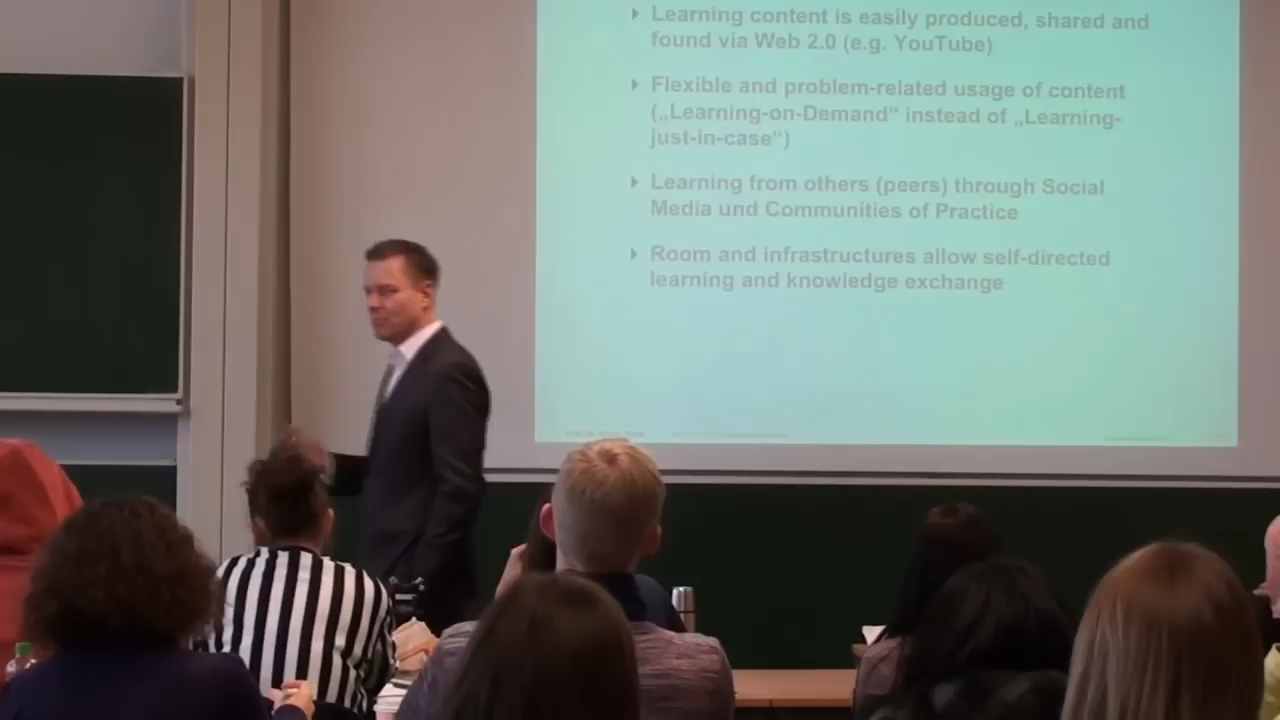 Learning content is easily produced, shared and
found via Web 2.0 (e.g. YouTube)
Flexible and problem-related usage of content
(„Learning-on-Demand“ instead of „Learning-
just-in-case“)
Learning from others (peers) through Social
Media und Communities of Practice
Room and infrastructures allow self-directed
learning and knowledge exchange